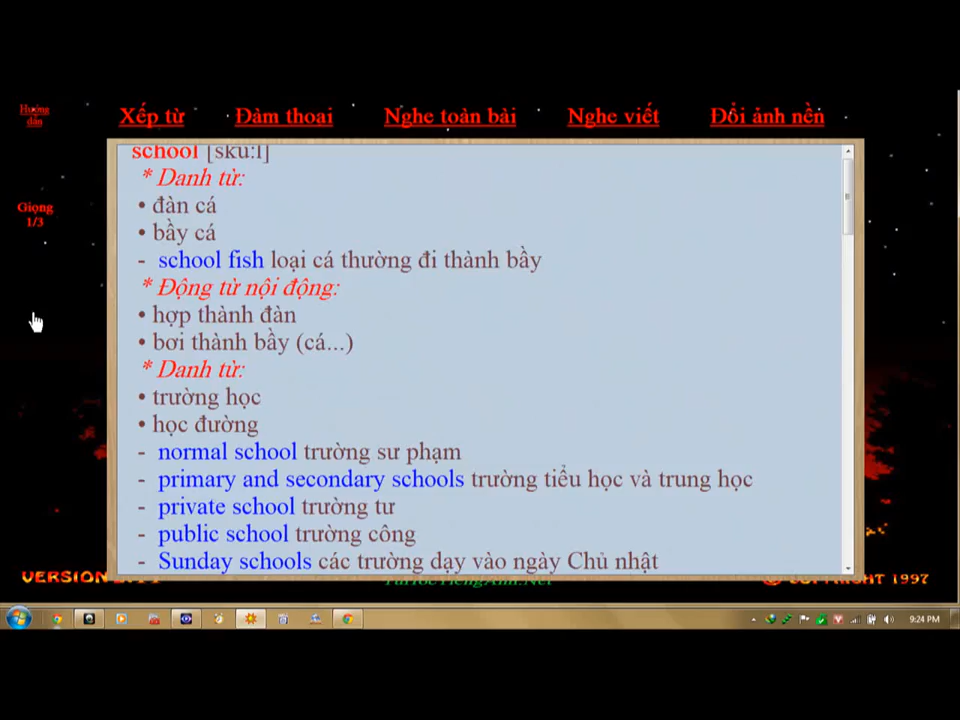 Hướng
dẫn
Xếp từ
Đàm thoại
Nghe toàn bài
Nghe viết
Đổi ảnh nền
Giọng
1/3
school [sku:l]
* Danh từ:
• đàn cá
• bầy cá
- school fish loại cá thường đi thành bầy
* Động từ nội động:
• hợp thành đàn
• bơi thành bầy (cá...)
* Danh từ:
• trường học
• học đường
- normal school trường sư phạm
- primary and secondary schools trường tiểu học và trung học
- private school trường tư
- public school trường công
- Sunday schools các trường dạy vào ngày Chủ nhật
VERSION
© COPYRIGHT 1997
9:24 PM